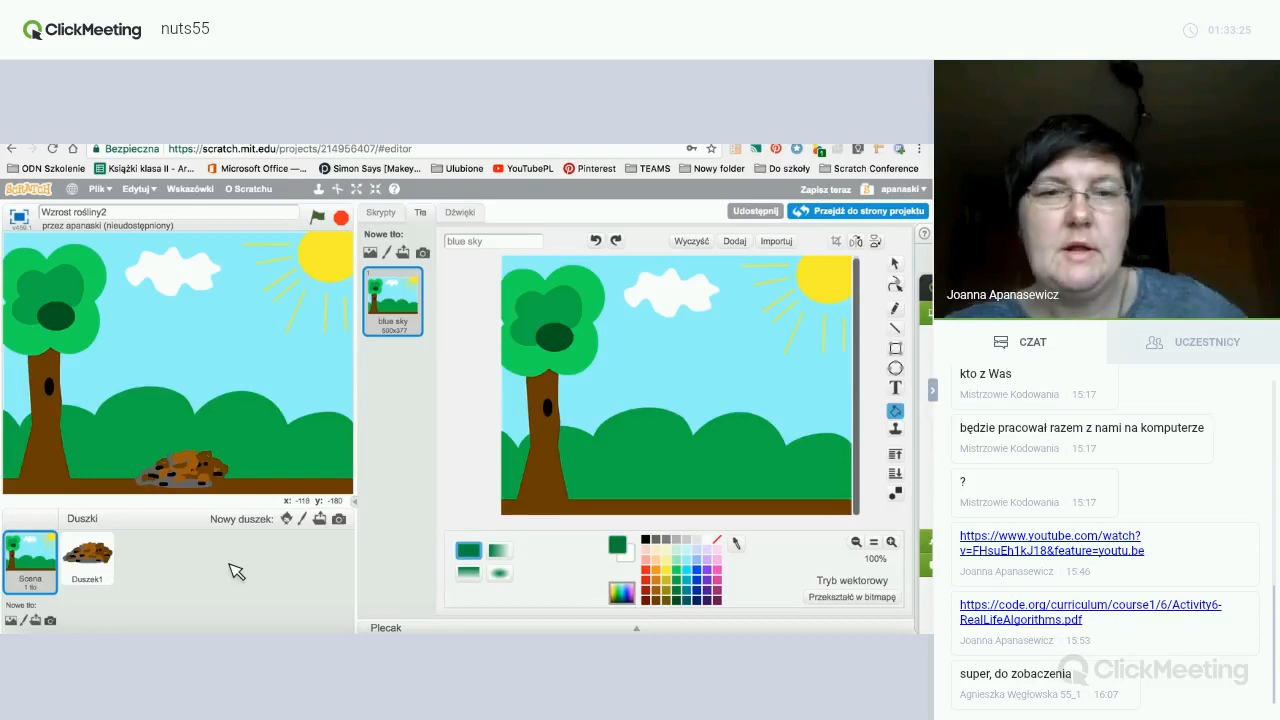 ClickMeeting
nuts55
01:33:25
Bezpieczna
https://scratch.mit.edu/projects/214956407/#editor
ODN Szkolenie
Książki klasa II - Ar...
Microsoft Office —...
Simon Says [Makey...
Ulubione
YouTubePL
Pinterest
TEAMS
Nowy folder
Do szkoły
Scratch Conference
SCRATCH
Plik
Edytuj
Wskazówki
O Scratchu
Zapisz teraz
apanaski
Wzrost rośliny2
przez apanaski (nieudostępniony)
Skrypty
Tła
Dźwięki
Udostępnij
Przejdź do strony projektu
Nowe tło:
blue sky
Wyczyść
Dodaj
Importuj
1
blue sky
500x377
T
x: -118 y: -180
Duszki
Nowy duszek:
Scena
1 tło
Duszek1
Nowe tło:
100%
Tryb wektorowy
Przekształć w bitmapę
Plecak
Joanna Apanasewicz
CZAT
UCZESTNICY
kto z Was
Mistrzowie Kodowania 15:17
będzie pracował razem z nami na komputerze
Mistrzowie Kodowania 15:17
?
Mistrzowie Kodowania 15:17
https://www.youtube.com/watch?
v=FHsuEh1kJ18&feature=youtu.be
Joanna Apanasewicz 15:46
https://code.org/curriculum/course1/6/Activity6-
RealLifeAlgorithms.pdf
Joanna Apanasewicz 15:53
super, do zobaczenia
Agnieszka Węgłowska 55_1 16:07
ClickMeeting